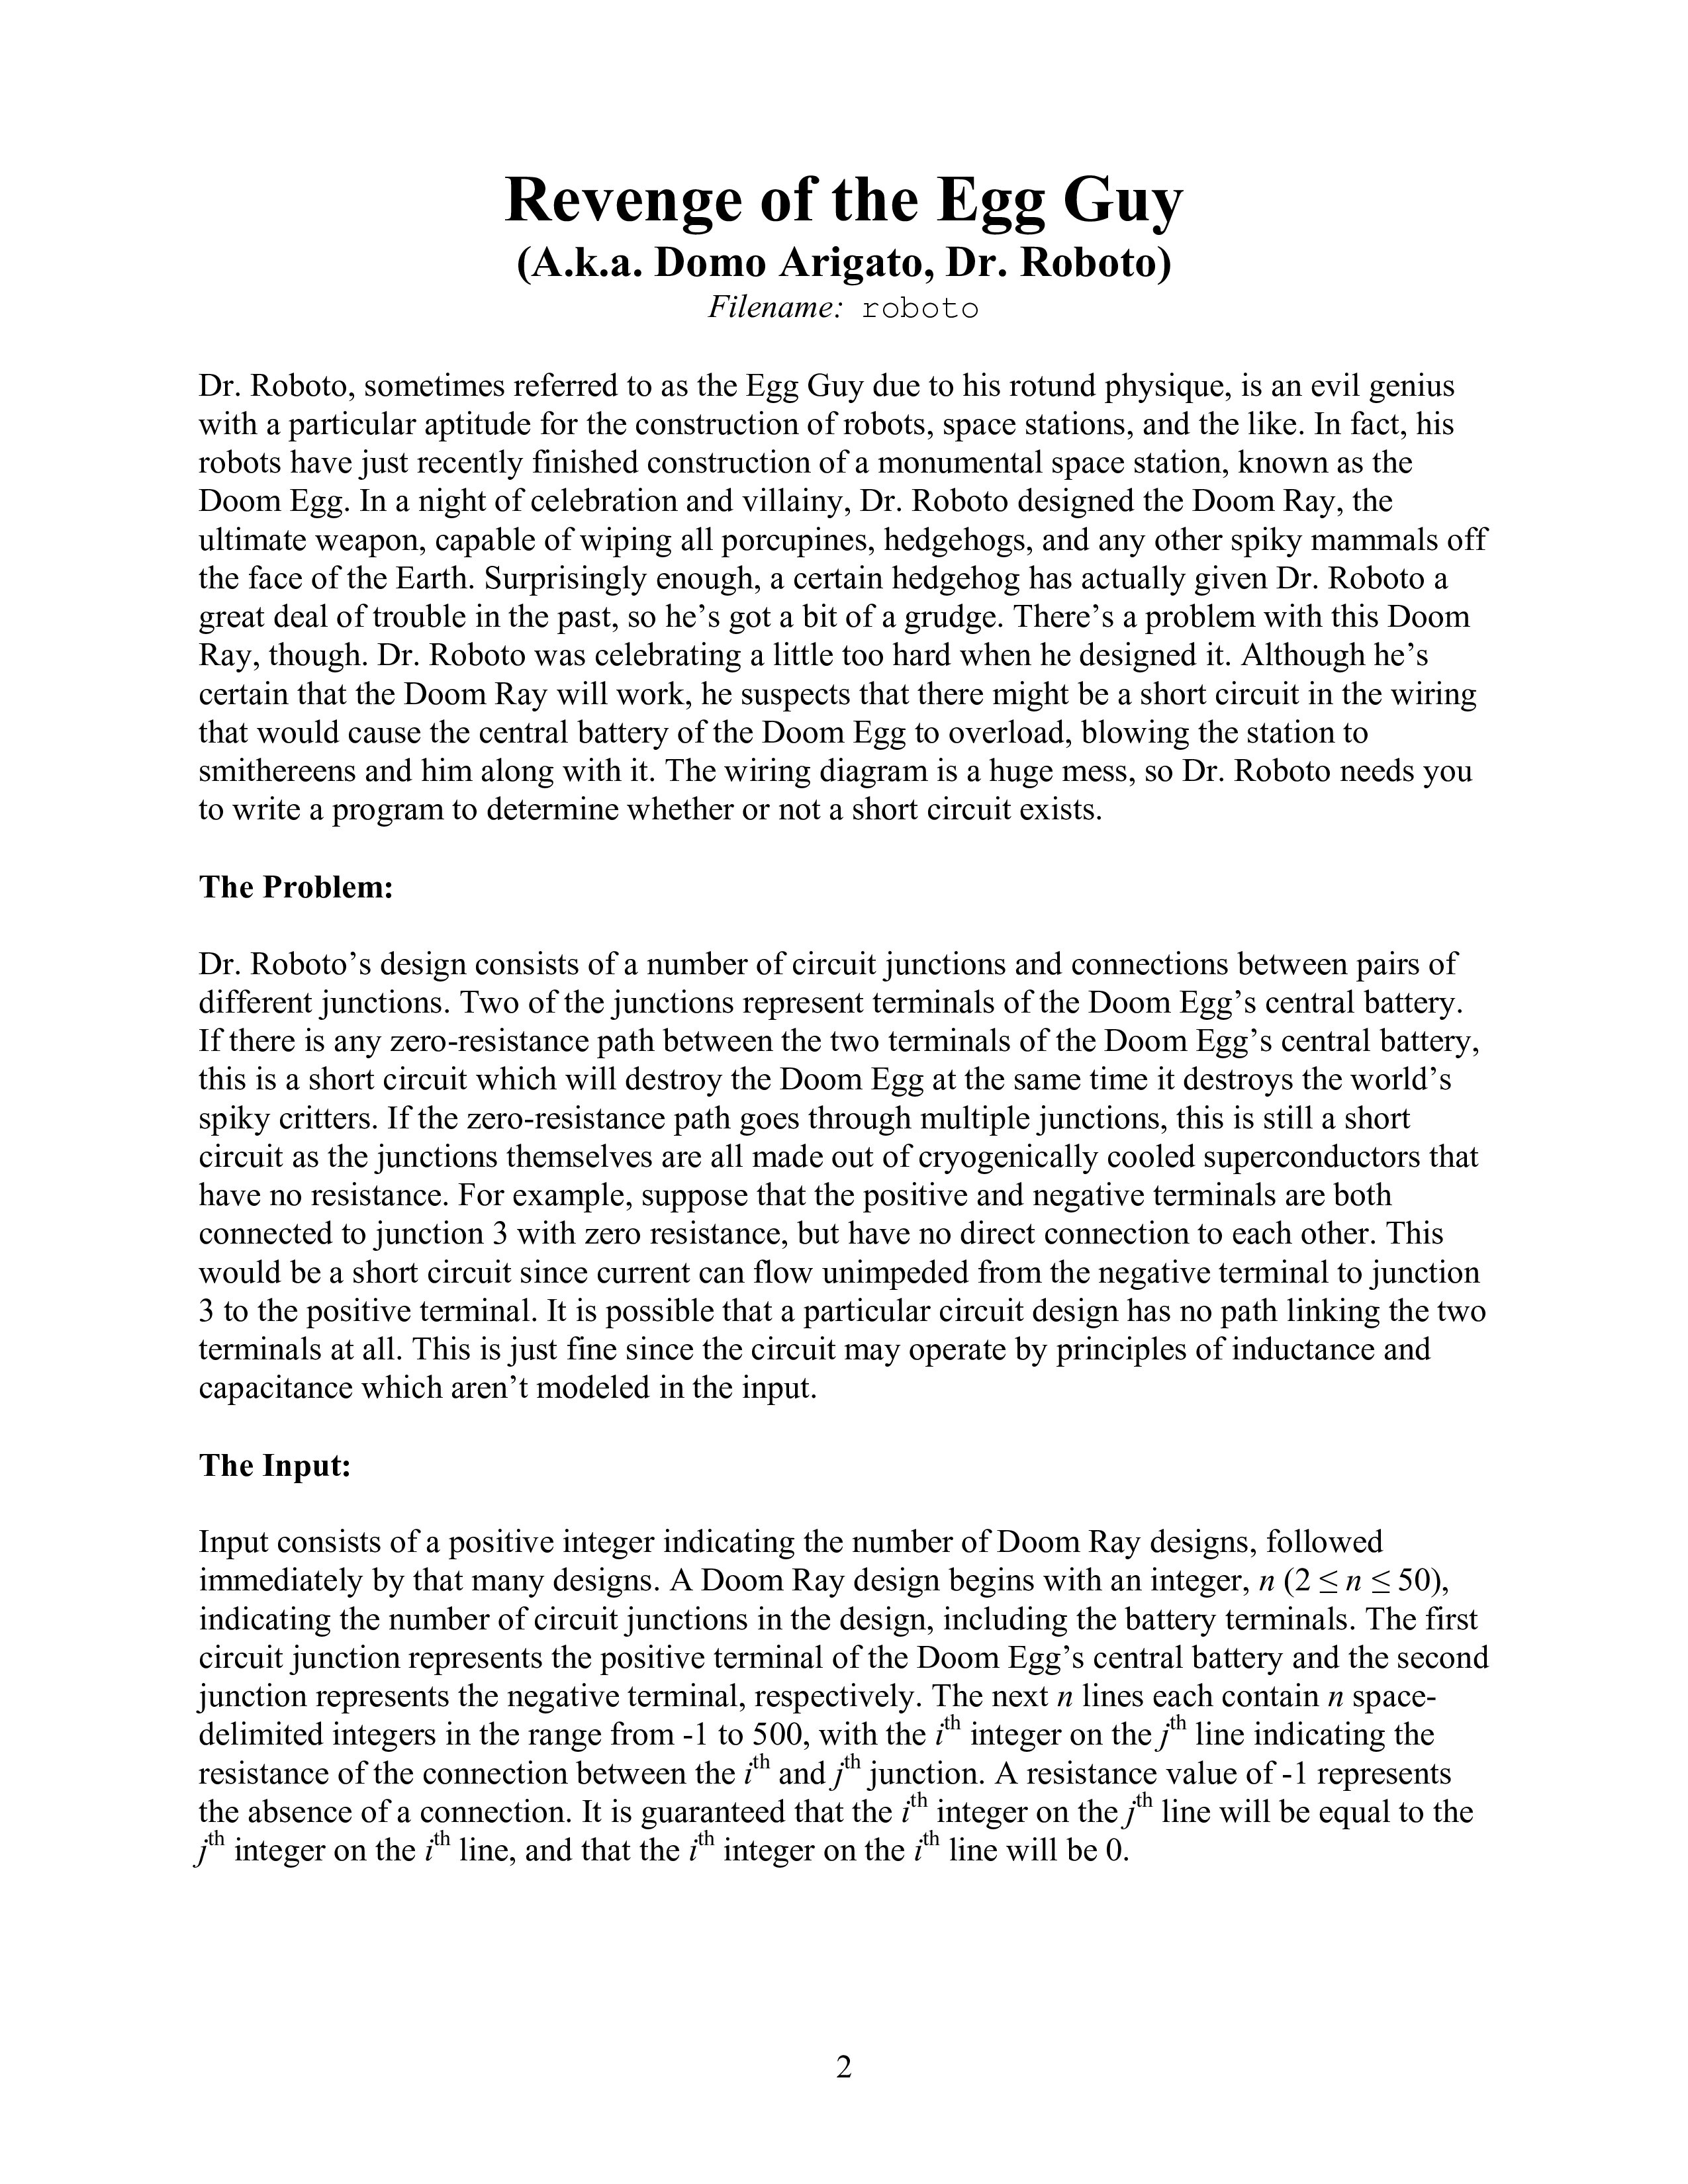 Revenge of the Egg Guy
(A.k.a. Domo Arigato, Dr. Roboto)
Filename: roboto
Dr. Roboto, sometimes referred to as the Egg Guy due to his rotund physique, is an evil genius
with a particular aptitude for the construction of robots, space stations, and the like. In fact, his
robots have just recently finished construction of a monumental space station, known as the
Doom Egg. In a night of celebration and villainy, Dr. Roboto designed the Doom Ray, the
ultimate weapon, capable of wiping all porcupines, hedgehogs, and any other spiky mammals off
the face of the Earth. Surprisingly enough, a certain hedgehog has actually given Dr. Roboto a
great deal of trouble in the past, so he’s got a bit of a grudge. There’s a problem with this Doom
Ray, though. Dr. Roboto was celebrating a little too hard when he designed it. Although he’s
certain that the Doom Ray will work, he suspects that there might be a short circuit in the wiring
that would cause the central battery of the Doom Egg to overload, blowing the station to
smithereens and him along with it. The wiring diagram is a huge mess, so Dr. Roboto needs you
to write a program to determine whether or not a short circuit exists.
The Problem:
Dr. Roboto’s design consists of a number of circuit junctions and connections between pairs of
different junctions. Two of the junctions represent terminals of the Doom Egg’s central battery.
If there is any zero-resistance path between the two terminals of the Doom Egg’s central battery,
this is a short circuit which will destroy the Doom Egg at the same time it destroys the world’s
spiky critters. If the zero-resistance path goes through multiple junctions, this is still a short
circuit as the junctions themselves are all made out of cryogenically cooled superconductors that
have no resistance. For example, suppose that the positive and negative terminals are both
connected to junction 3 with zero resistance, but have no direct connection to each other. This
would be a short circuit since current can flow unimpeded from the negative terminal to junction
3 to the positive terminal. It is possible that a particular circuit design has no path linking the two
terminals at all. This is just fine since the circuit may operate by principles of inductance and
capacitance which aren’t modeled in the input.
The Input:
Input consists of a positive integer indicating the number of Doom Ray designs, followed
immediately by that many designs. A Doom Ray design begins with an integer, n (2 ≤ n ≤ 50),
indicating the number of circuit junctions in the design, including the battery terminals. The first
circuit junction represents the positive terminal of the Doom Egg’s central battery and the second
junction represents the negative terminal, respectively. The next n lines each contain n space-
delimited integers in the range from -1 to 500, with the ith integer on the jth line indicating the
resistance of the connection between the ith and jth junction. A resistance value of -1 represents
the absence of a connection. It is guaranteed that the ith integer on the jth line will be equal to the
jth integer on the ith line, and that the ith integer on the ith line will be 0.
2